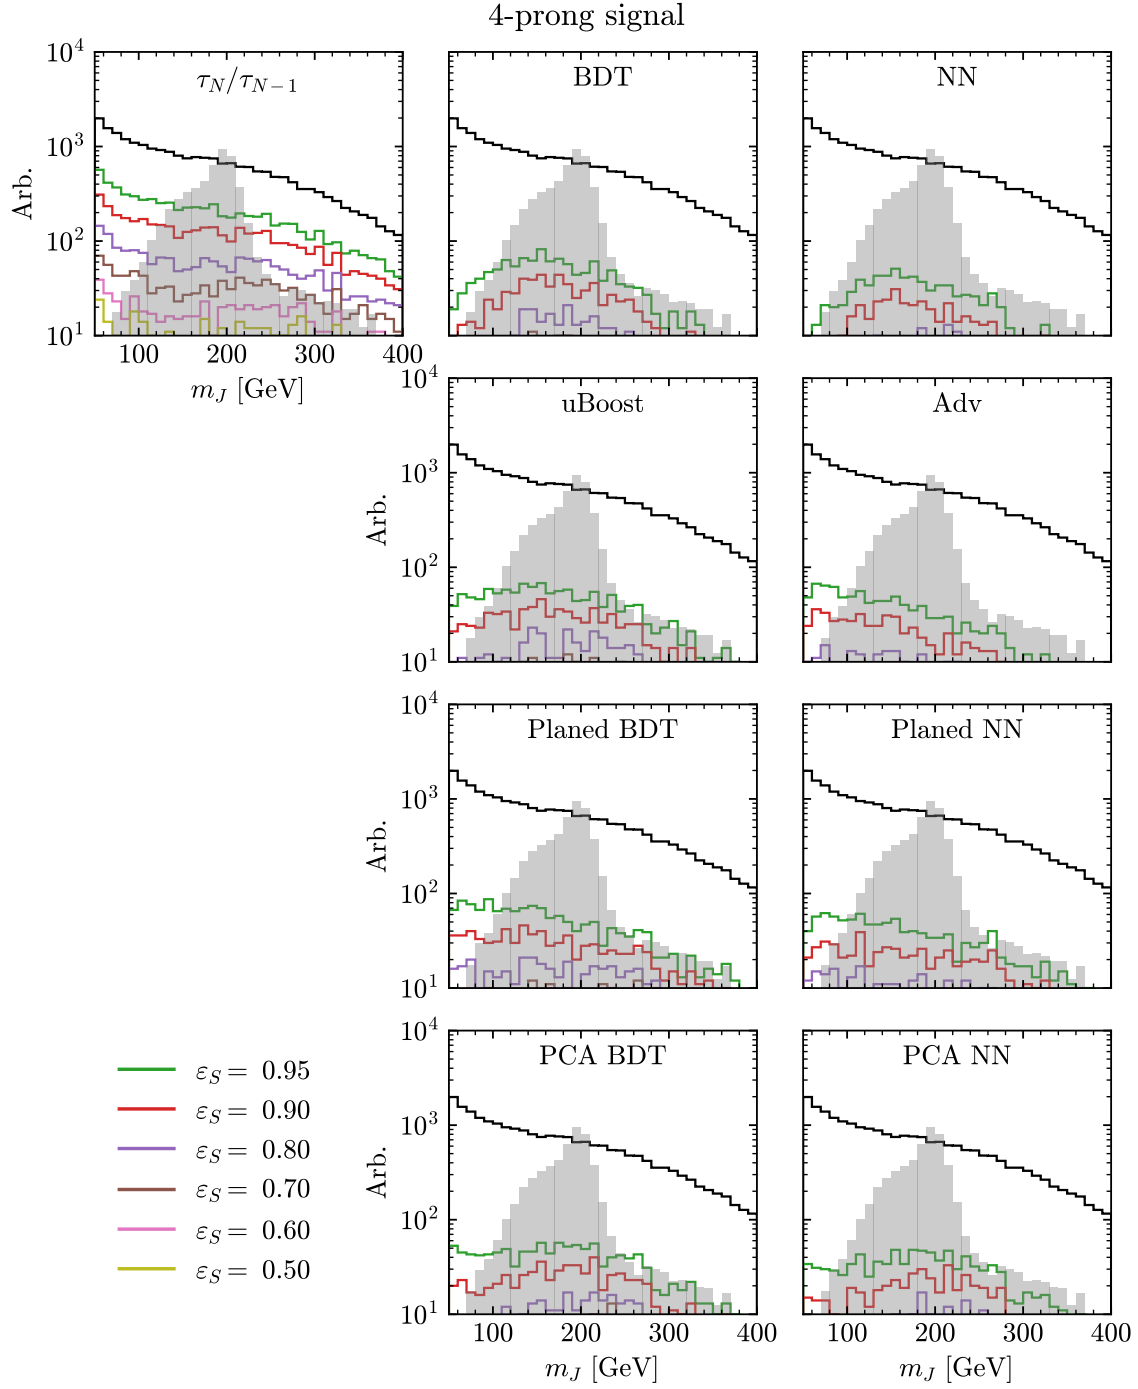 4-prong signal
τ_N/τ_{N−1}
BDT
NN
10^4
10^3
10^2
10^1
Arb.
100 200 300 400
m_J [GeV]
uBoost
Adv
10^4
10^3
10^2
10^1
Arb.
Planed BDT
Planed NN
10^4
10^3
10^2
10^1
Arb.
PCA BDT
PCA NN
10^4
10^3
10^2
10^1
Arb.
100 200 300
100 200 300 400
m_J [GeV]
m_J [GeV]
ε_S = 0.95
ε_S = 0.90
ε_S = 0.80
ε_S = 0.70
ε_S = 0.60
ε_S = 0.50